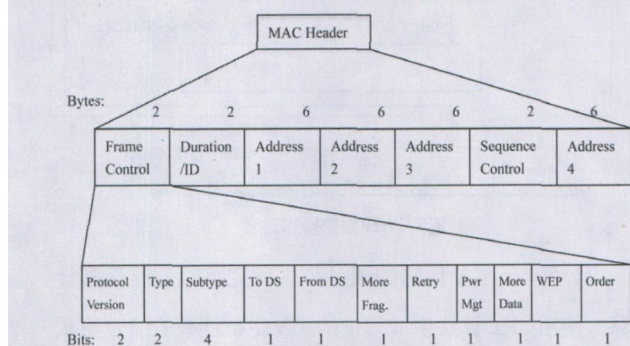 MAC Header
Bytes:
2 2 6 6 6 2 6
Frame Duration Address Address Address Sequence Address
Control /ID 1 2 3 Control 4
Protocol Type Subtype To DS From DS More Retry Pwr More WEP Order
Version Frag. Mgt Data
Bits: 2 2 4 1 1 1 1 1 1 1 1